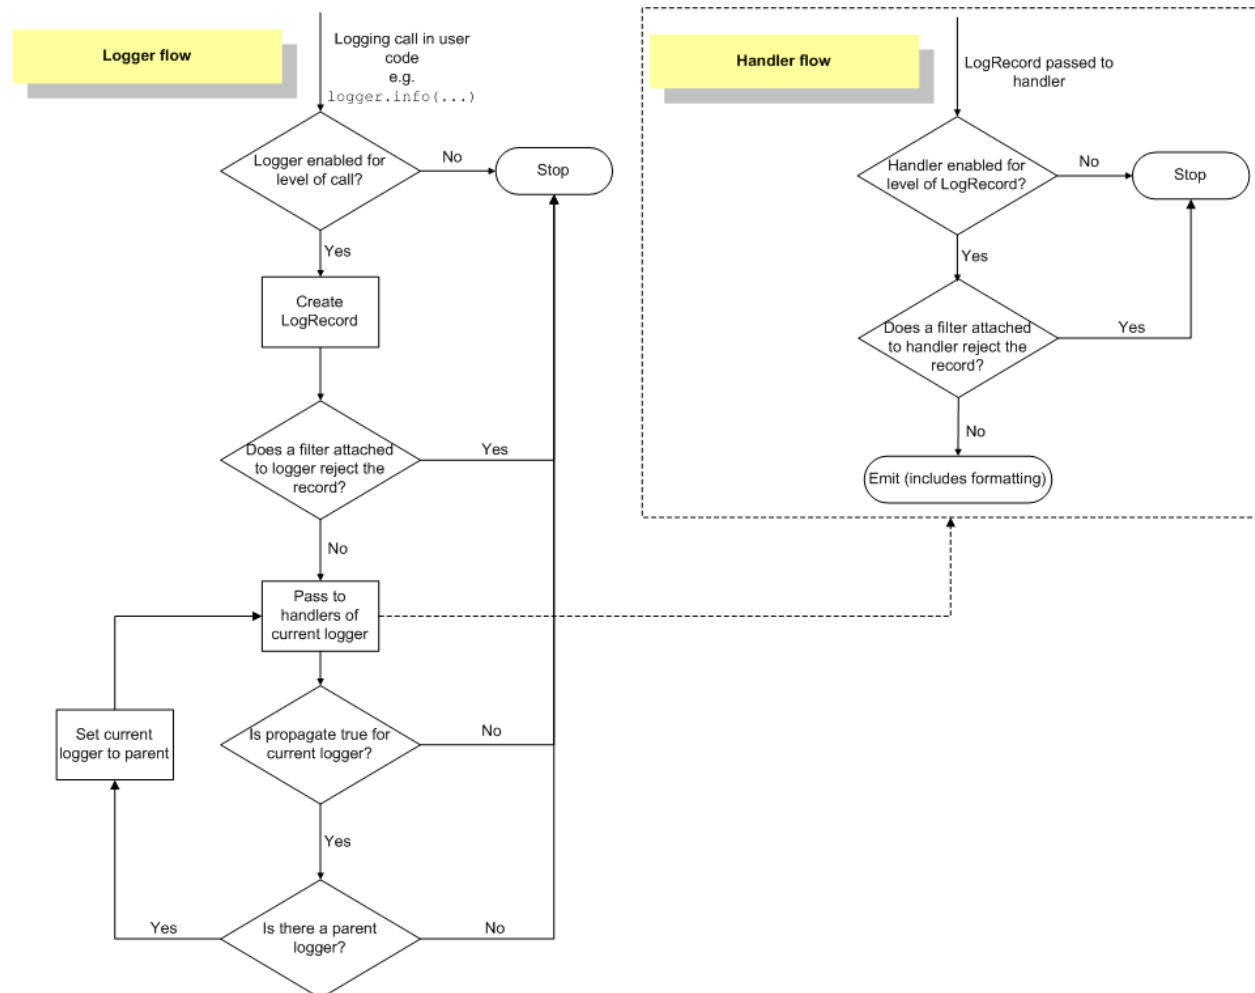 Logger flow
Logging call in user
code
e.g.
logger.info(...)
Logger enabled for
level of call?
No
Stop
Yes
Create
LogRecord
Does a filter attached
to logger reject the
record?
Yes
No
Pass to
handlers of
current logger
Set current
logger to parent
Is propagate true for
current logger?
No
Yes
Is there a parent
logger?
Yes
No
Handler flow
LogRecord passed to
handler
Handler enabled for
level of LogRecord?
No
Stop
Yes
Does a filter attached
to handler reject the
record?
Yes
No
Emit (includes formatting)